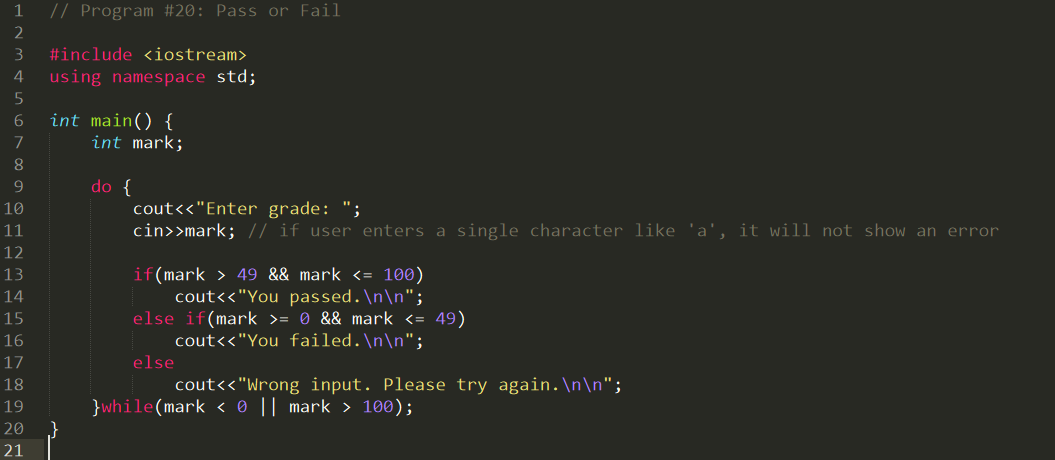 1 // Program #20: Pass or Fail
2
3 #include <iostream>
4 using namespace std;
5
6 int main() {
7     int mark;
8
9     do {
10         cout<<"Enter grade: ";
11         cin>>mark; // if user enters a single character like 'a', it will not show an error
12
13         if(mark > 49 && mark <= 100)
14             cout<<"You passed.\n\n";
15         else if(mark >= 0 && mark <= 49)
16             cout<<"You failed.\n\n";
17         else
18             cout<<"Wrong input. Please try again.\n\n";
19     }while(mark < 0 || mark > 100);
20 }
21